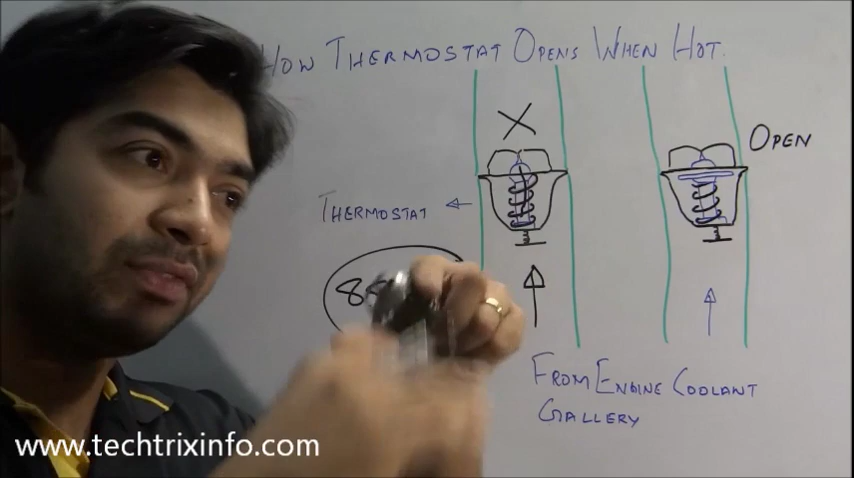 HOW THERMOSTAT OPENS WHEN HOT.
X
OPEN
THERMOSTAT
FROM ENGINE COOLANT
GALLERY
www.techtrixinfo.com